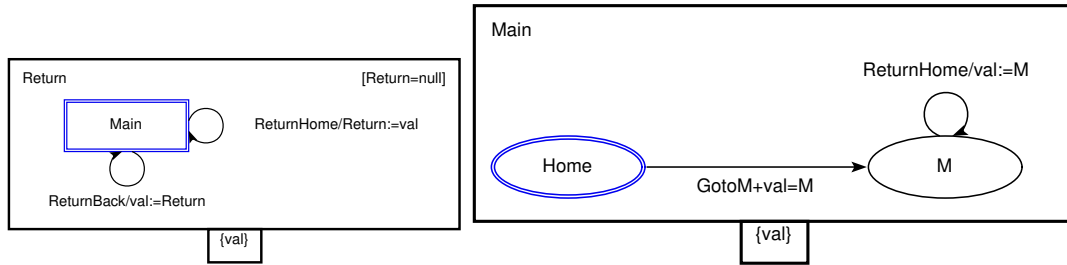 Return
[Return=null]
Main
ReturnHome/Return:=val
ReturnBack/val:=Return
{val}
Main
ReturnHome/val:=M
Home
M
GotoM+val=M
{val}